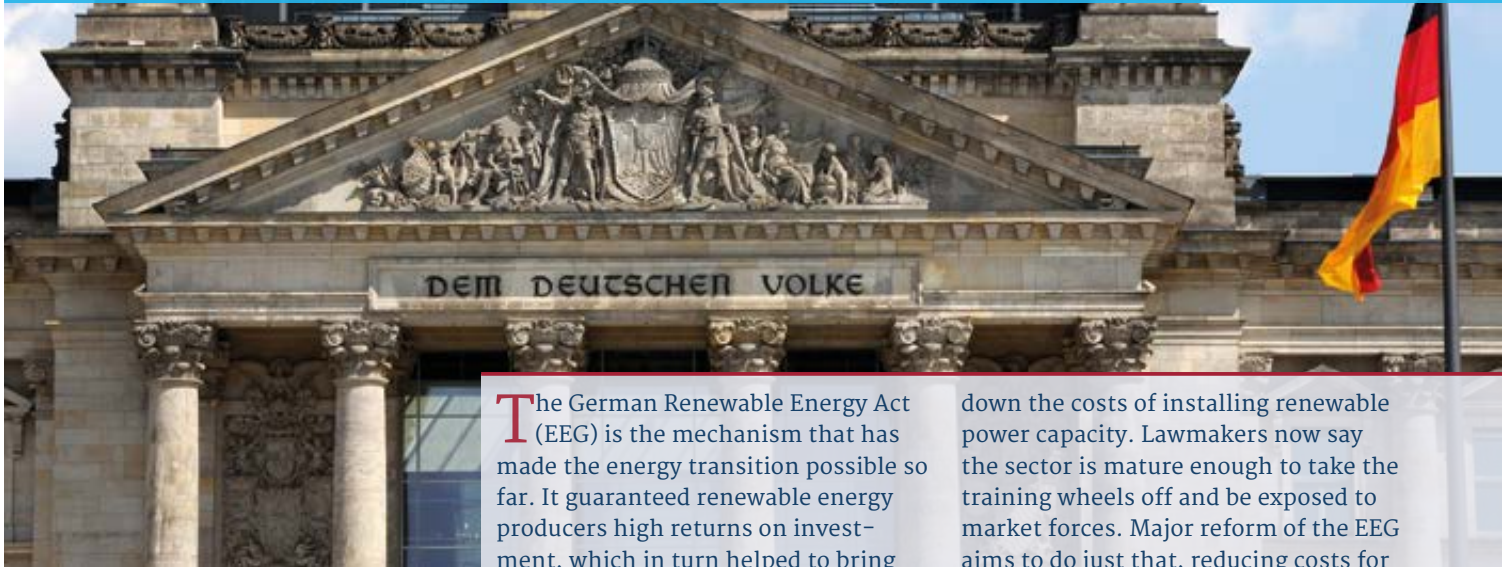 DEM DEUTSCHEN VOLKE
The German Renewable Energy Act
(EEG) is the mechanism that has
made the energy transition possible so
far. It guaranteed renewable energy
producers high returns on invest-
ment, which in turn helped to bring
down the costs of installing renewable
power capacity. Lawmakers now say
the sector is mature enough to take the
training wheels off and be exposed to
market forces. Major reform of the EEG
aims to do just that, reducing costs for